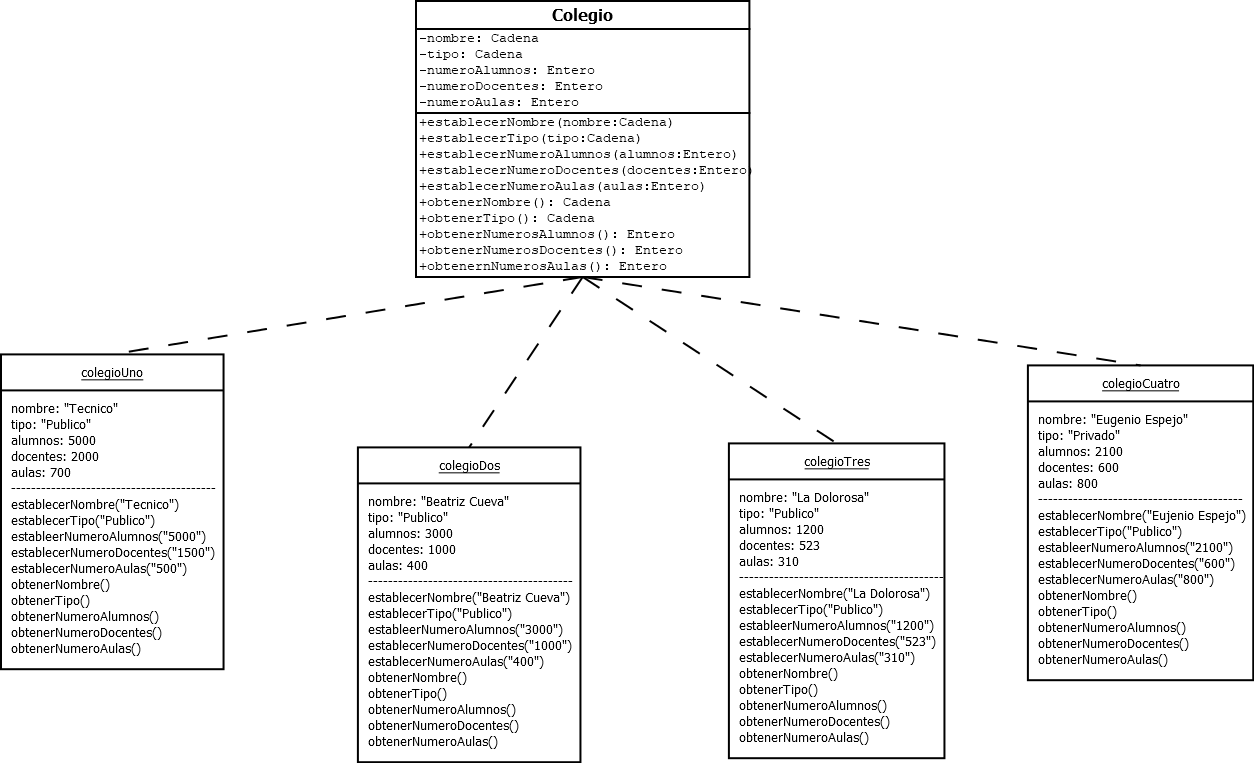 Colegio
-nombre: Cadena
-tipo: Cadena
-numeroAlumnos: Entero
-numeroDocentes: Entero
-numeroAulas: Entero
+establecerNombre(nombre:Cadena)
+establecerTipo(tipo:Cadena)
+establecerNumeroAlumnos(alumnos:Entero)
+establecerNumeroDocentes(docentes:Entero)
+establecerNumeroAulas(aulas:Entero)
+obtenerNombre(): Cadena
+obtenerTipo(): Cadena
+obtenerNumerosAlumnos(): Entero
+obtenerNumerosDocentes(): Entero
+obtenernNumerosAulas(): Entero
colegioUno
nombre: "Tecnico"
tipo: "Publico"
alumnos: 5000
docentes: 2000
aulas: 700
----------------------------------------
establecerNombre("Tecnico")
establecerTipo("Publico")
estableerNumeroAlumnos("5000")
establecerNumeroDocentes("1500")
establecerNumeroAulas("500")
obtenerNombre()
obtenerTipo()
obtenerNumeroAlumnos()
obtenerNumeroDocentes()
obtenerNumeroAulas()
colegioDos
nombre: "Beatriz Cueva"
tipo: "Publico"
alumnos: 3000
docentes: 1000
aulas: 400
----------------------------------------
establecerNombre("Beatriz Cueva")
establecerTipo("Publico")
estableerNumeroAlumnos("3000")
establecerNumeroDocentes("1000")
establecerNumeroAulas("400")
obtenerNombre()
obtenerTipo()
obtenerNumeroAlumnos()
obtenerNumeroDocentes()
obtenerNumeroAulas()
colegioTres
nombre: "La Dolorosa"
tipo: "Publico"
alumnos: 1200
docentes: 523
aulas: 310
----------------------------------------
establecerNombre("La Dolorosa")
establecerTipo("Publico")
estableerNumeroAlumnos("1200")
establecerNumeroDocentes("523")
establecerNumeroAulas("310")
obtenerNombre()
obtenerTipo()
obtenerNumeroAlumnos()
obtenerNumeroDocentes()
obtenerNumeroAulas()
colegioCuatro
nombre: "Eugenio Espejo"
tipo: "Privado"
alumnos: 2100
docentes: 600
aulas: 800
----------------------------------------
establecerNombre("Eujenio Espejo")
establecerTipo("Publico")
estableerNumeroAlumnos("2100")
establecerNumeroDocentes("600")
establecerNumeroAulas("800")
obtenerNombre()
obtenerTipo()
obtenerNumeroAlumnos()
obtenerNumeroDocentes()
obtenerNumeroAulas()